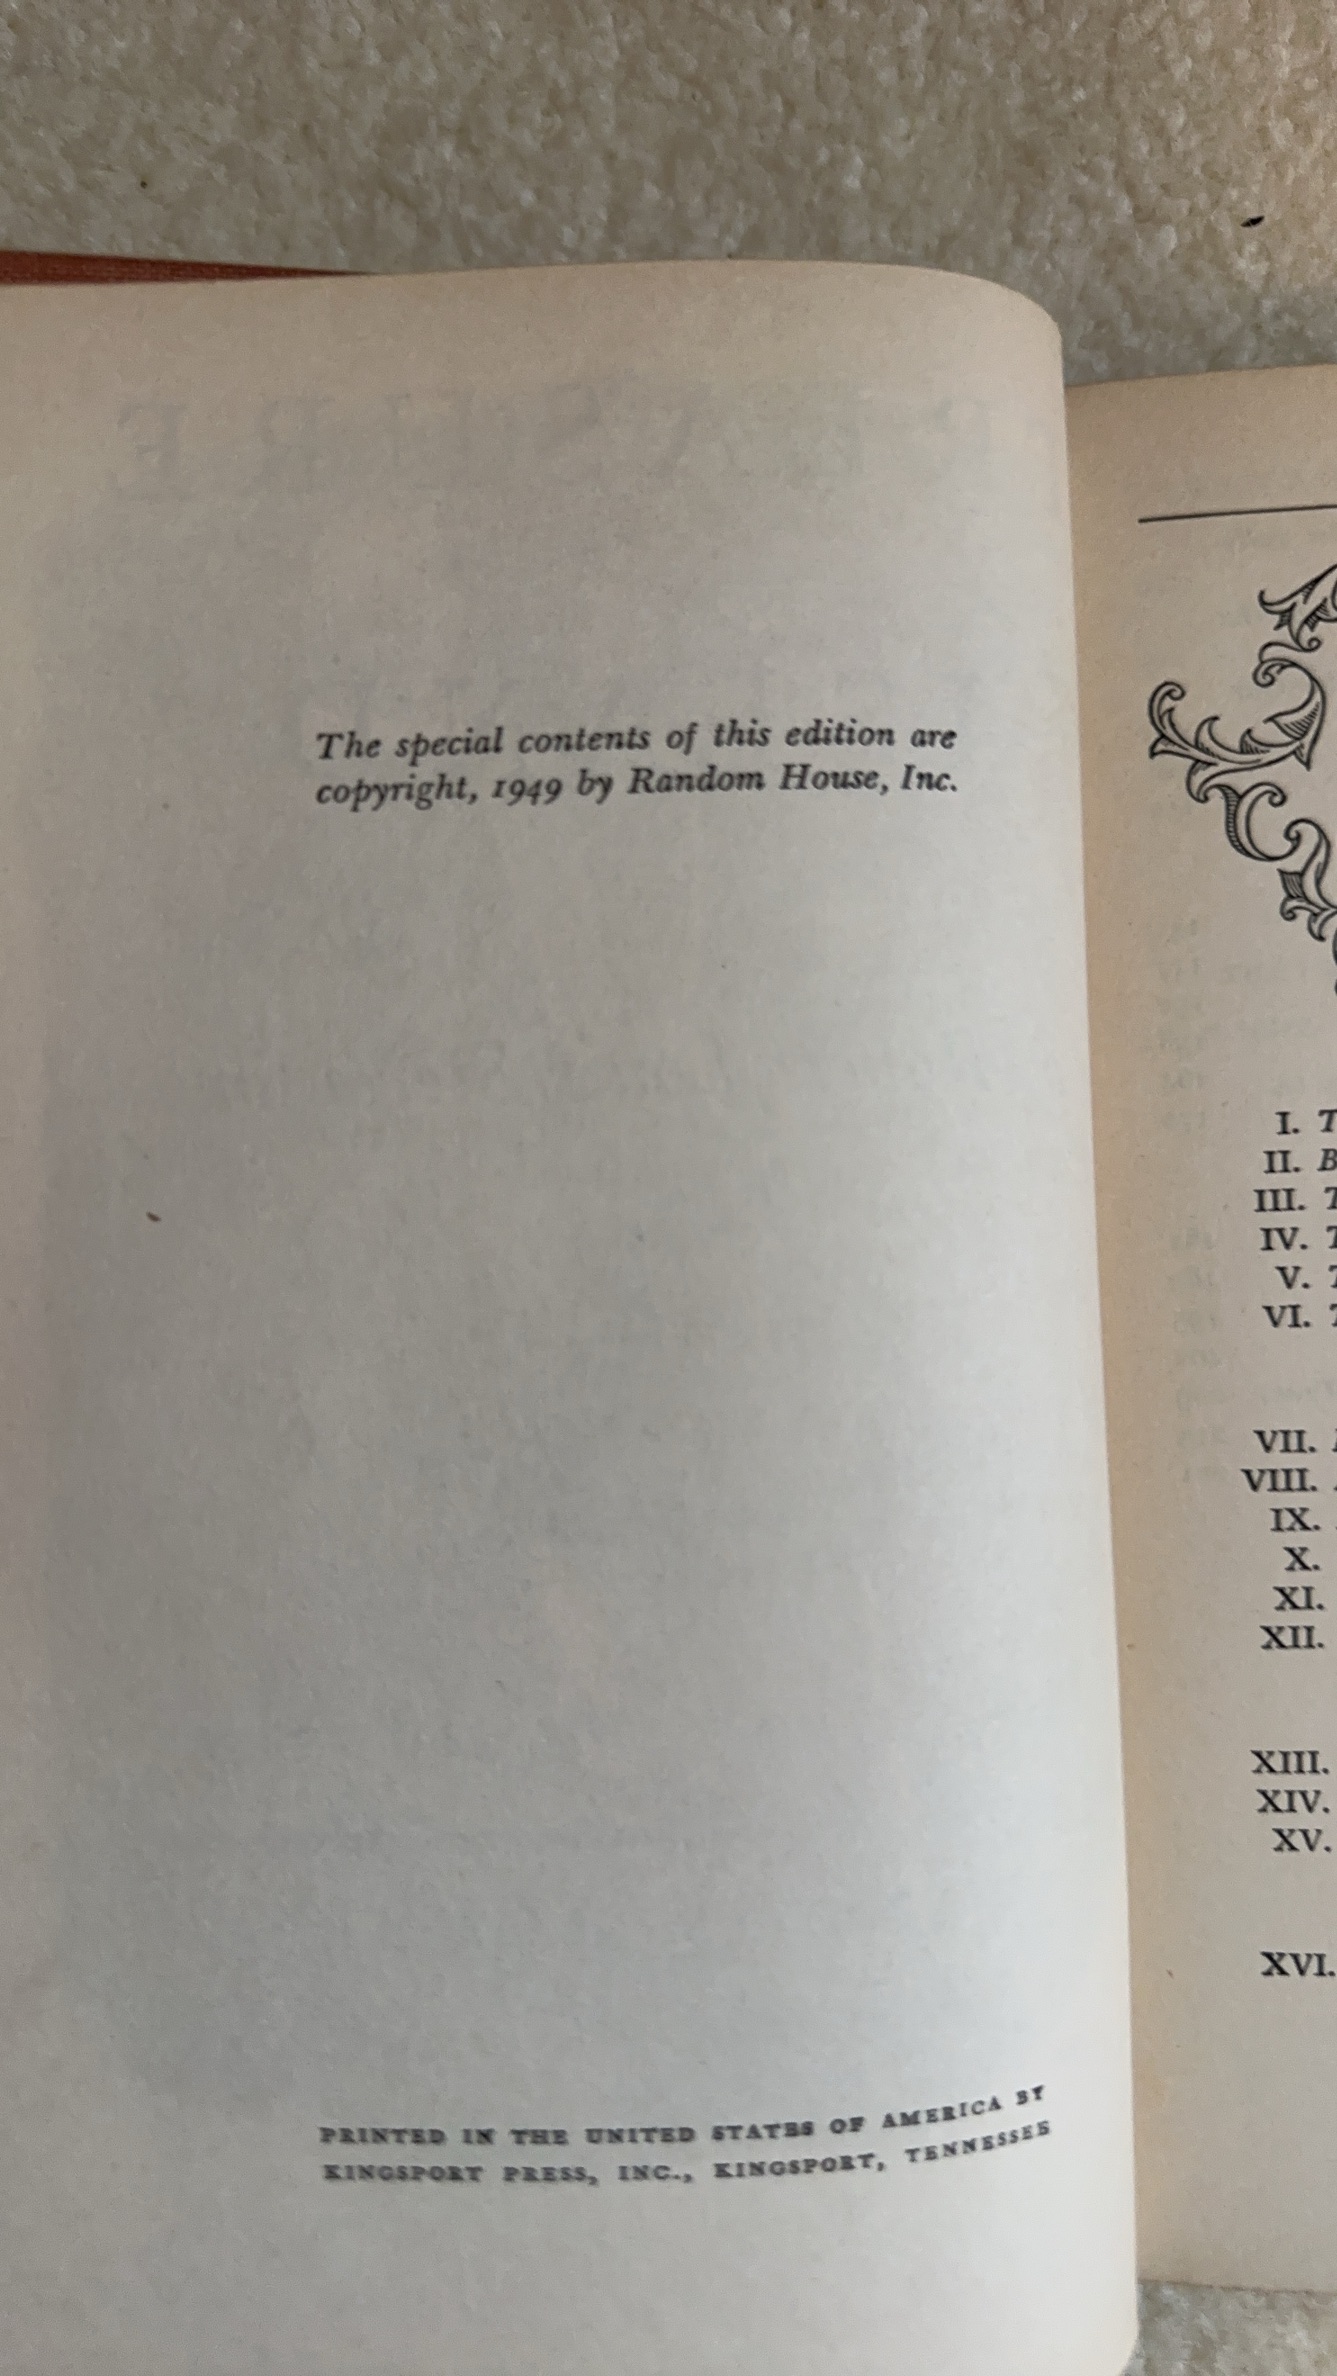 The special contents of this edition are
copyright, 1949 by Random House, Inc.
PRINTED IN THE UNITED STATES OF AMERICA BY
KINGSPORT PRESS, INC., KINGSPORT, TENNESSEE
I. T
II. B
III. T
IV. T
V. T
VI. T
VII.
VIII.
IX.
X.
XI.
XII.
XIII.
XIV.
XV.
XVI.